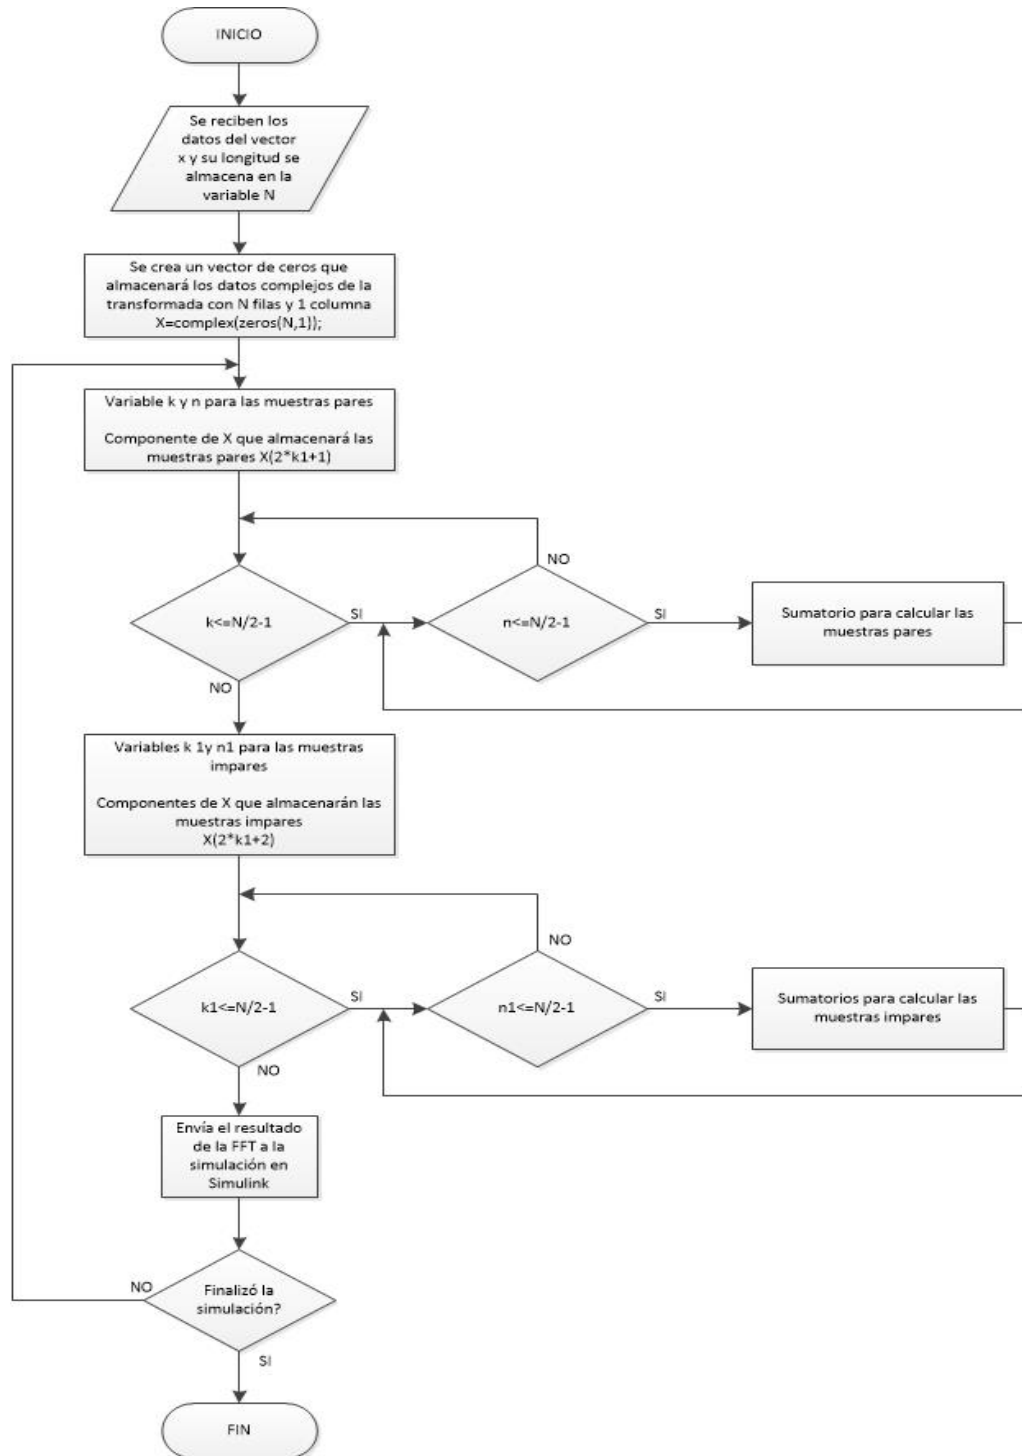 INICIO
Se reciben los
datos del vector
x y su longitud se
almacena en la
variable N
Se crea un vector de ceros que
almacenará los datos complejos de la
transformada con N filas y 1 columna
X=complex(zeros(N,1));
Variable k y n para las muestras pares
Componente de X que almacenará las
muestras pares X(2*k1+1)
NO
k<=N/2-1
SI
n<=N/2-1
SI
Sumatorio para calcular las
muestras pares
NO
Variables k 1y n1 para las muestras
impares
Componentes de X que almacenarán las
muestras impares
X(2*k1+2)
NO
k1<=N/2-1
SI
n1<=N/2-1
SI
Sumatorios para calcular las
muestras impares
NO
Envía el resultado
de la FFT a la
simulación en
Simulink
NO
Finalizó la
simulación?
SI
FIN